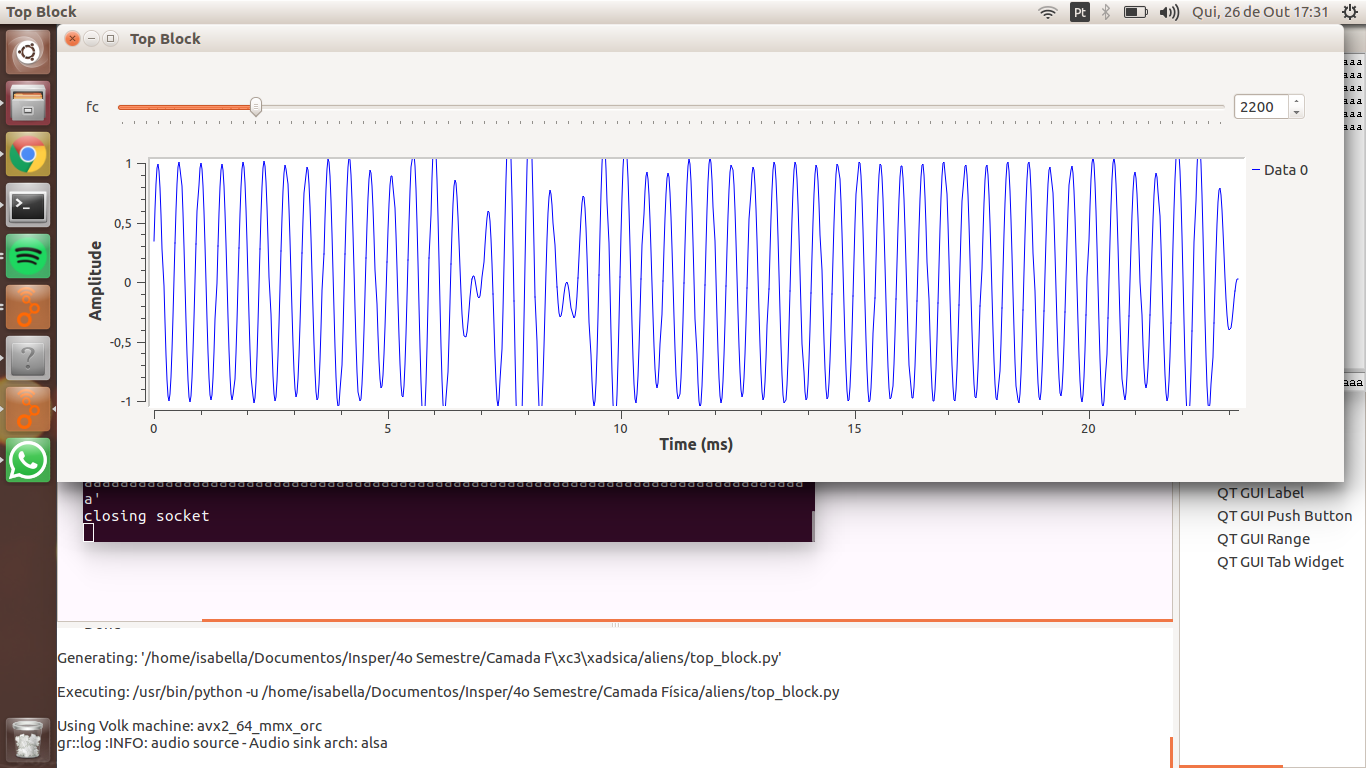 Top Block
Pt
Qui, 26 de Out 17:31
Top Block
aaa
aaa
aaa
aaa
aaa
aaa
fc
2200
Data 0
1
0,5
0
-0,5
-1
Amplitude
0
5
10
15
20
Time (ms)
aaa
a'
closing socket
QT GUI Label
QT GUI Push Button
QT GUI Range
QT GUI Tab Widget
Generating: '/home/isabella/Documentos/Insper/4o Semestre/Camada F\xc3\xadsica/aliens/top_block.py'
Executing: /usr/bin/python -u /home/isabella/Documentos/Insper/4o Semestre/Camada Física/aliens/top_block.py
Using Volk machine: avx2_64_mmx_orc
gr::log :INFO: audio source - Audio sink arch: alsa